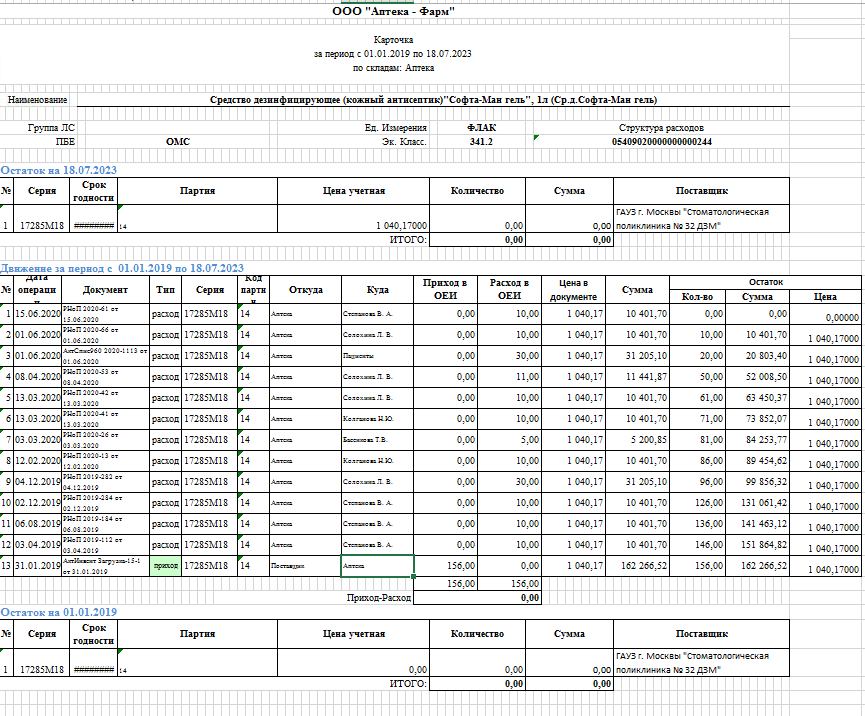 ООО "Аптека - Фарм"
Карточка
за период с 01.01.2019 по 18.07.2023
по складам: Аптека
Наименование Средство дезинфицирующее (кожный антисептик)"Софта-Ман гель", 1л (Ср.д.Софта-Ман гель)
Группа ЛС Ед. Измерения ФЛАК Структура расходов
ПБЕ ОМС Эк. Класс. 341.2 05409020000000000244
Остаток на 18.07.2023
№ Серия Срок годности Партия Цена учетная Количество Сумма Поставщик
1 17285М18 ######## 14 1 040,17000 0,00 0,00 ГАУЗ г. Москвы "Стоматологическая поликлиника № 32 ДЗМ"
ИТОГО: 0,00 0,00
Движение за период с 01.01.2019 по 18.07.2023
№ Дата операци Документ Тип Серия Код парти Откуда Куда Приход в ОЕИ Расход в ОЕИ Цена в документе Сумма Остаток
Кол-во Сумма Цена
1 15.06.2020 РНоП 2020-61 от 15.06.2020 расход 17285М18 14 Аптека Степанова В. А. 0,00 10,00 1 040,17 10 401,70 0,00 0,00 0,00000
2 01.06.2020 РНоП 2020-66 от 01.06.2020 расход 17285М18 14 Аптека Солохина Л. В. 0,00 10,00 1 040,17 10 401,70 10,00 10 401,70 1 040,17000
3 01.06.2020 АптСпис960 2020-1113 от 01.06.2020 расход 17285М18 14 Аптека Пациенты 0,00 30,00 1 040,17 31 205,10 20,00 20 803,40 1 040,17000
4 08.04.2020 РНоП 2020-53 от 08.04.2020 расход 17285М18 14 Аптека Солохина Л. В. 0,00 11,00 1 040,17 11 441,87 50,00 52 008,50 1 040,17000
5 13.03.2020 РНоП 2020-42 от 13.03.2020 расход 17285М18 14 Аптека Солохина Л. В. 0,00 10,00 1 040,17 10 401,70 61,00 63 450,37 1 040,17000
6 13.03.2020 РНоП 2020-41 от 13.03.2020 расход 17285М18 14 Аптека Колганова Н.Ю. 0,00 10,00 1 040,17 10 401,70 71,00 73 852,07 1 040,17000
7 03.03.2020 РНоП 2020-26 от 03.03.2020 расход 17285М18 14 Аптека Т.В. 0,00 5,00 1 040,17 5 200,85 81,00 84 253,77 1 040,17000
8 12.02.2020 РНоП 2020-13 от 12.02.2020 расход 17285М18 14 Аптека Колганова Н.Ю. 0,00 10,00 1 040,17 10 401,70 86,00 89 454,62 1 040,17000
9 04.12.2019 РНоП 2019-282 от 04.12.2019 расход 17285М18 14 Аптека Солохина Л. В. 0,00 30,00 1 040,17 31 205,10 96,00 99 856,32 1 040,17000
10 02.12.2019 РНоП 2019-284 от 02.12.2019 расход 17285М18 14 Аптека Степанова В. А. 0,00 10,00 1 040,17 10 401,70 126,00 131 061,42 1 040,17000
11 06.08.2019 РНоП 2019-184 от 06.08.2019 расход 17285М18 14 Аптека Степанова В. А. 0,00 10,00 1 040,17 10 401,70 136,00 141 463,12 1 040,17000
12 03.04.2019 РНоП 2019-112 от 03.04.2019 расход 17285М18 14 Аптека Степанова В. А. 0,00 10,00 1 040,17 10 401,70 146,00 151 864,82 1 040,17000
13 31.01.2019 АптИнвент Загрузка-15-1 от 31.01.2019 приход 17285М18 14 Поставщик Аптека 156,00 0,00 1 040,17 162 266,52 156,00 162 266,52 1 040,17000
156,00 156,00
Приход-Расход 0,00
Остаток на 01.01.2019
№ Серия Срок годности Партия Цена учетная Количество Сумма Поставщик
1 17285М18 ######## 14 0,00 0,00 0,00 ГАУЗ г. Москвы "Стоматологическая поликлиника № 32 ДЗМ"
ИТОГО: 0,00 0,00